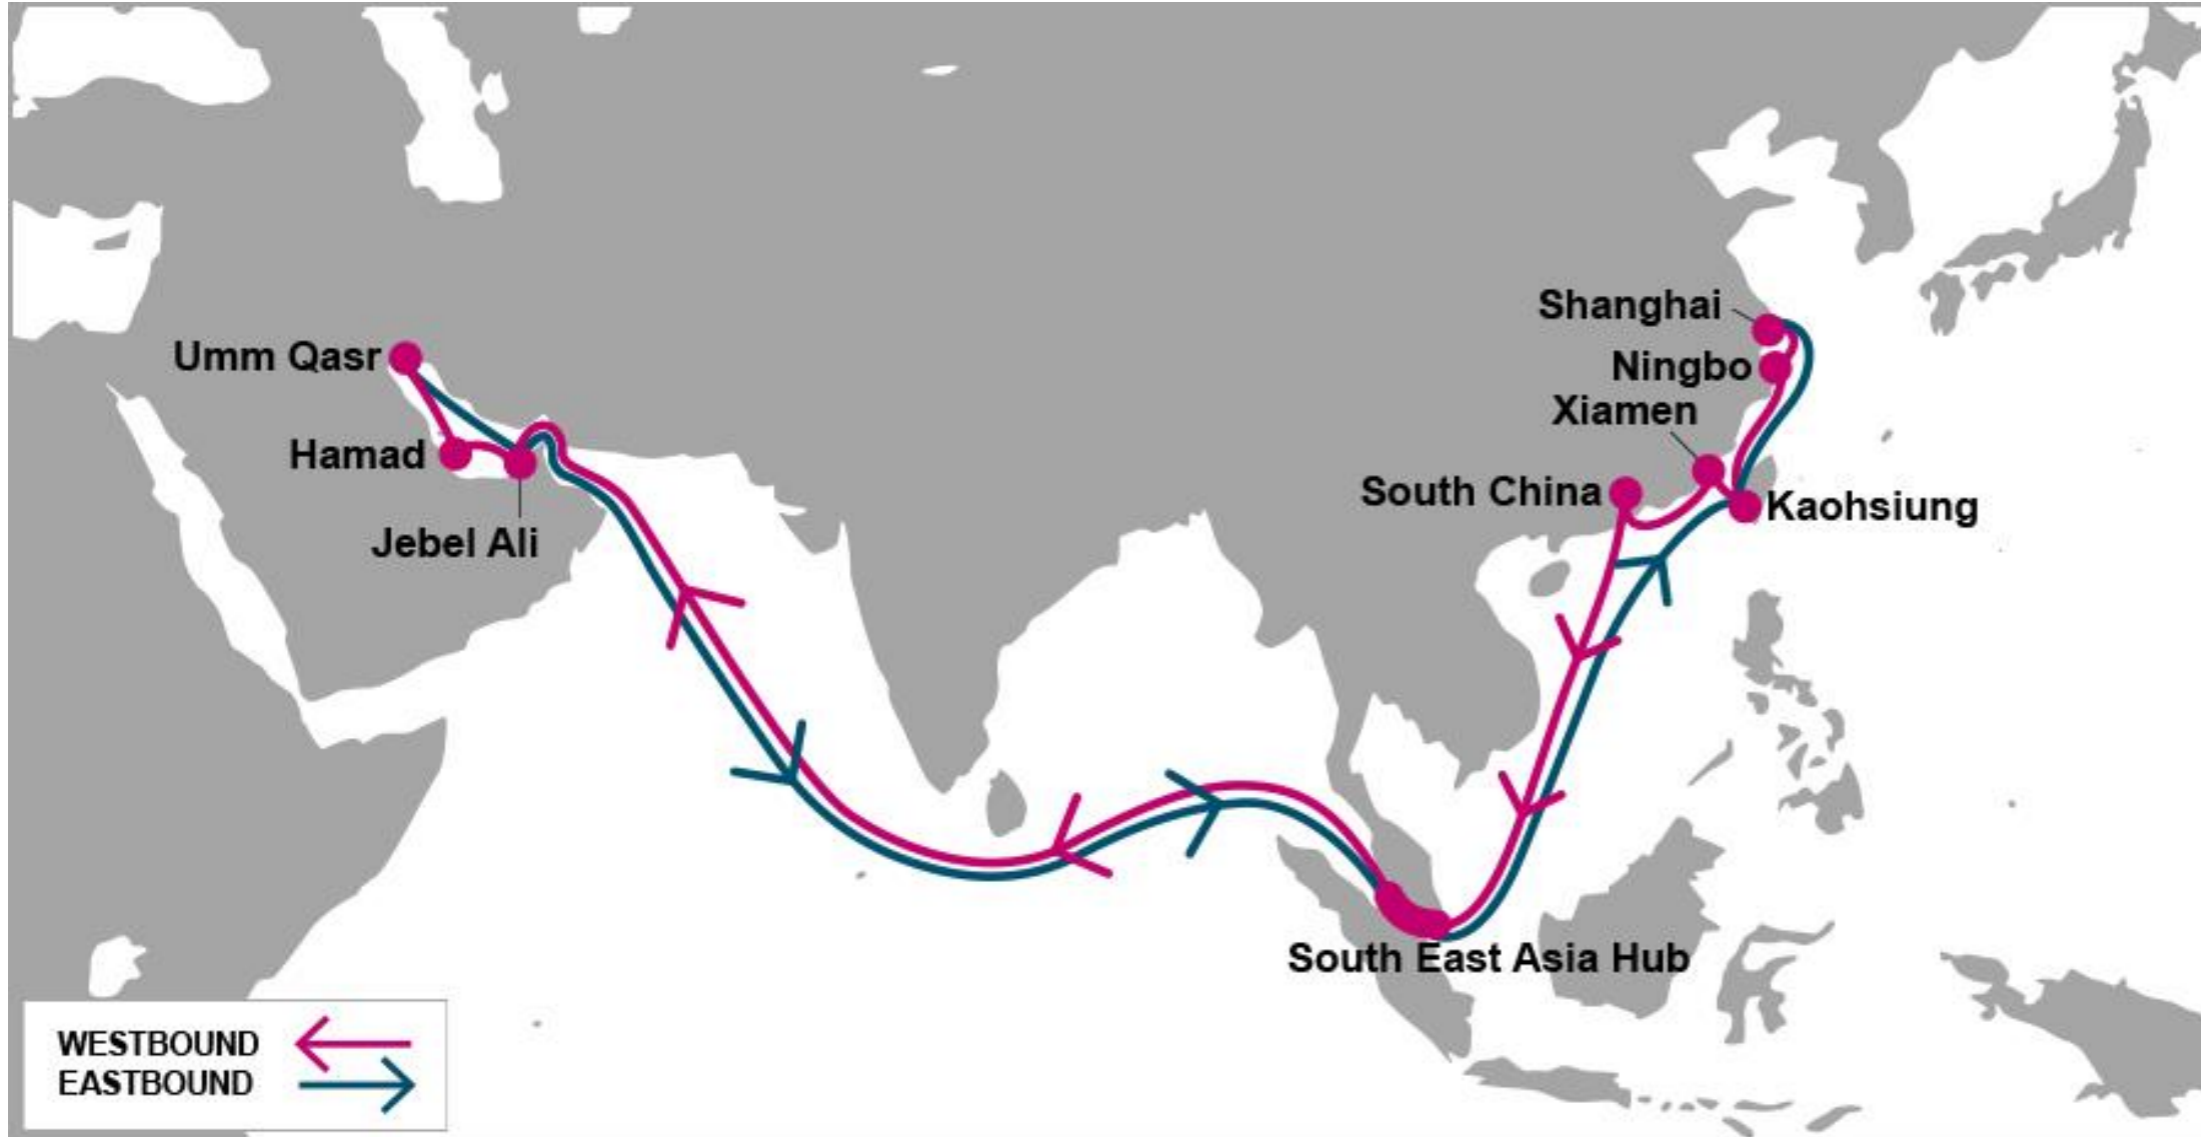 Shanghai
Umm Qasr
Ningbo
Xiamen
Hamad
South China
Kaohsiung
Jebel Ali
South East Asia Hub
WESTBOUND
EASTBOUND